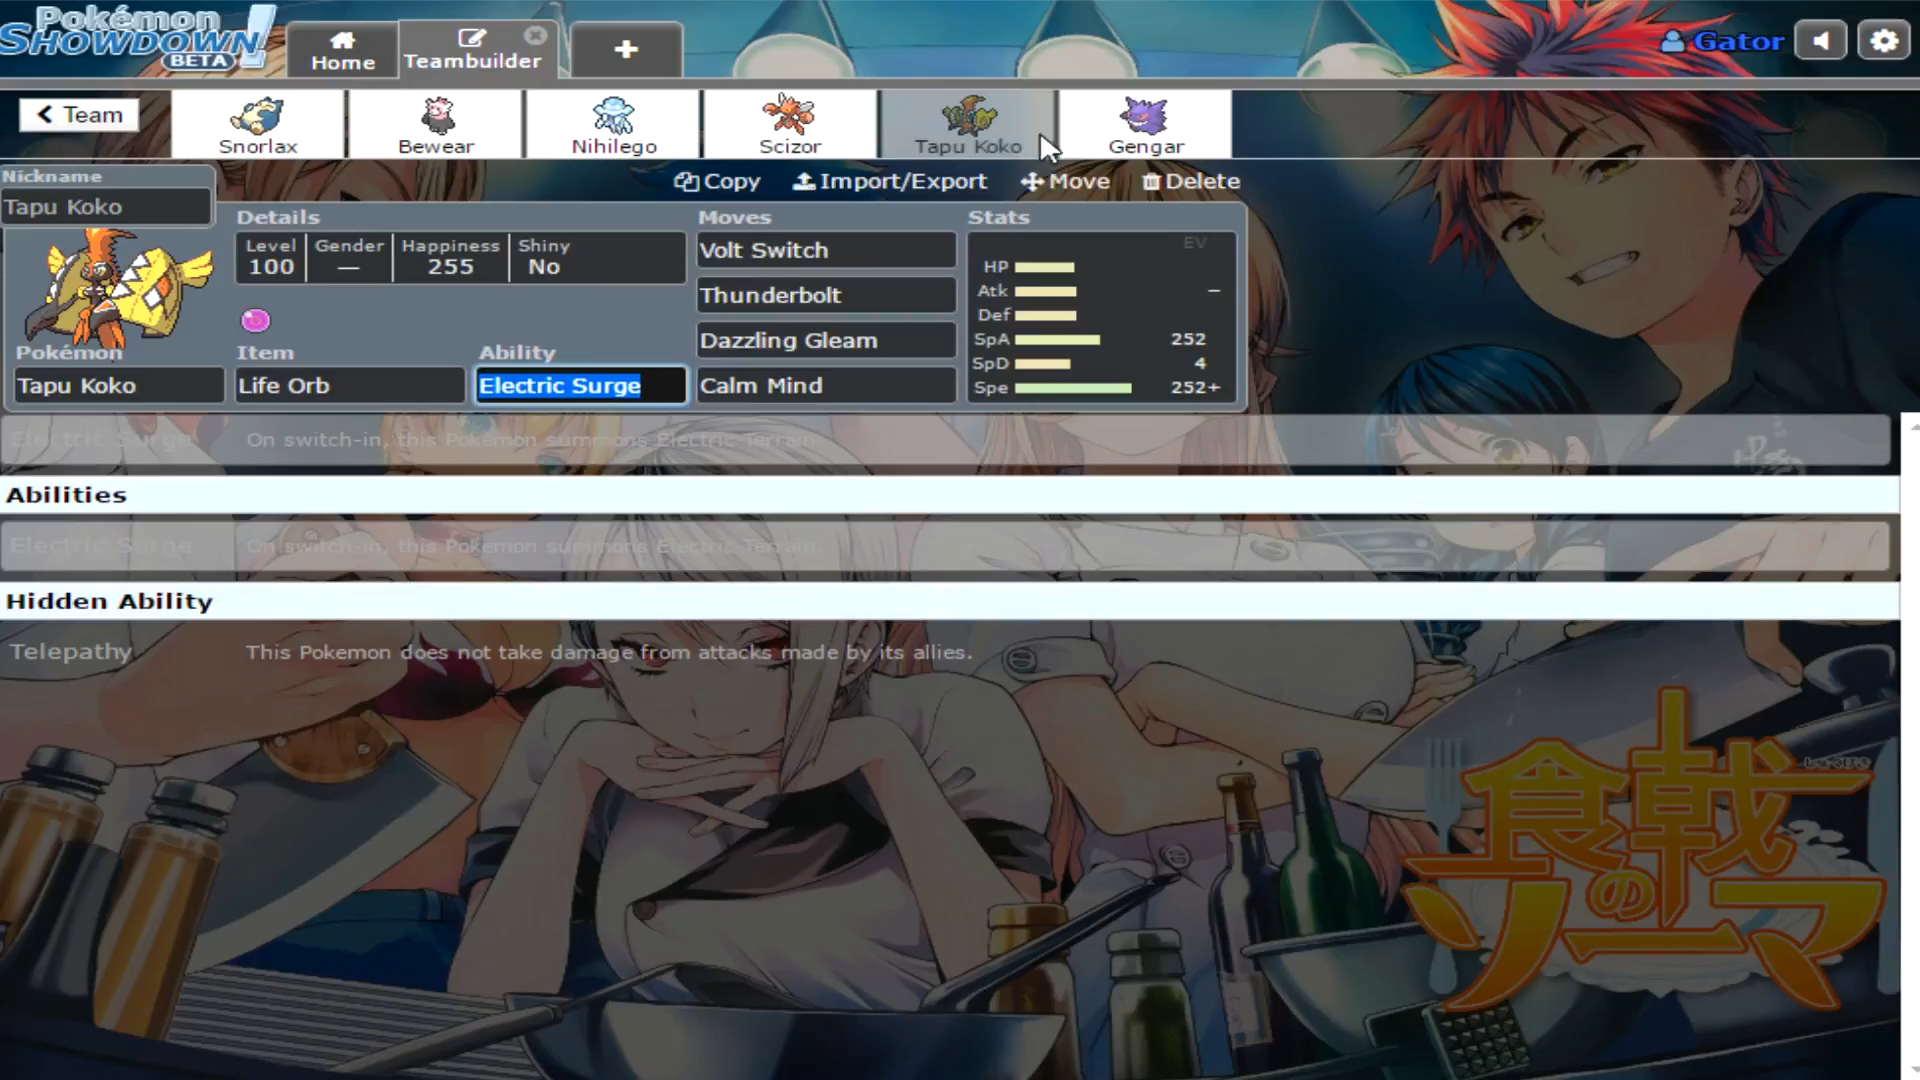 Pokémon
SHOWDOWN!
BETA
Home
Teambuilder
Gator
Team
Snorlax
Bewear
Nihilego
Scizor
Tapu Koko
Gengar
Copy
Import/Export
Move
Delete
Nickname
Tapu Koko
Details
Moves
Stats
Level
Gender
Happiness
Shiny
100
—
255
No
Volt Switch
Thunderbolt
Dazzling Gleam
Calm Mind
EV
HP
Atk –
Def
SpA 252
SpD 4
Spe 252+
Pokémon
Item
Ability
Tapu Koko
Life Orb
Electric Surge
Electric Surge On switch-in, this Pokemon summons Electric Terrain.
Abilities
Electric Surge On switch-in, this Pokemon summons Electric Terrain.
Hidden Ability
Telepathy This Pokemon does not take damage from attacks made by its allies.
食戟
の
ソーマ